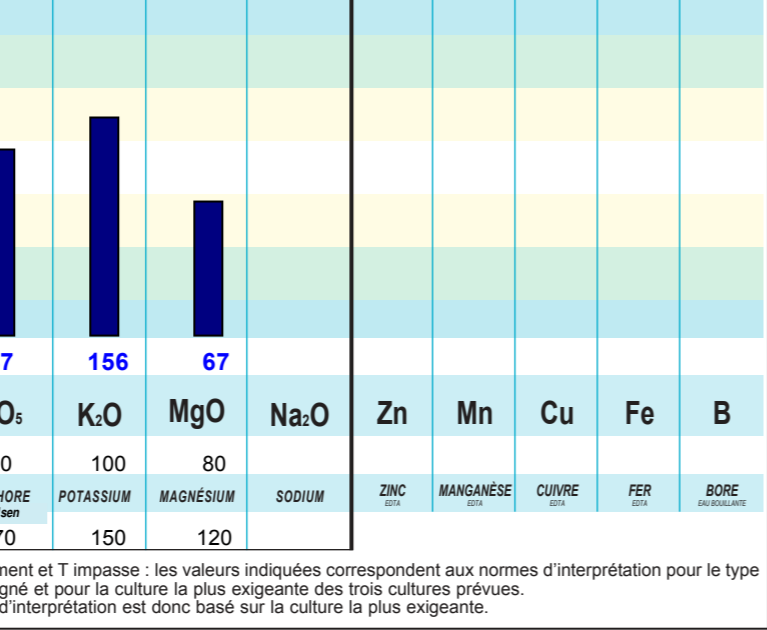 7 156 67
O₅ K₂O MgO Na₂O Zn Mn Cu Fe B
0 100 80
HORE POTASSIUM MAGNÉSIUM SODIUM ZINC MANGANÈSE CUIVRE FER BORE
sen EDTA EDTA EDTA EDTA EAU BOUILLANTE
70 150 120
ment et T impasse : les valeurs indiquées correspondent aux normes d’interprétation pour le type
gné et pour la culture la plus exigeante des trois cultures prévues.
d’interprétation est donc basé sur la culture la plus exigeante.